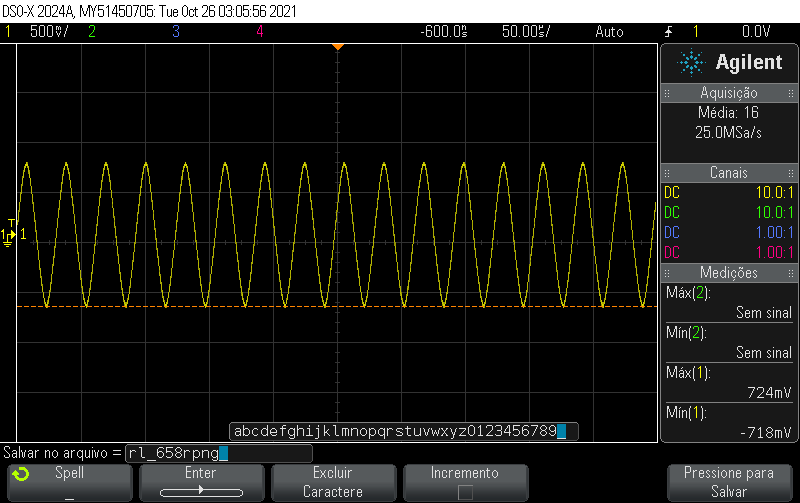 DSO-X 2024A, MY51450705: Tue Oct 26 03:05:56 2021
1 500mV/ 2 3 4 -600.0ns 50.00us/ Auto 1 0.0V
Agilent
Aquisição
Média: 16
25.0MSa/s
Canais
DC 10.0:1
DC 10.0:1
DC 1.00:1
DC 1.00:1
Medições
Máx(2):
Sem sinal
Mín(2):
Sem sinal
Máx(1):
724mV
Mín(1):
-718mV
T
1 1
abcdefghijklmnopqrstuvwxyz0123456789
Salvar no arquivo = rl_658rpng
Spell
Enter
Excluir
Caractere
Incremento
Pressione para
Salvar